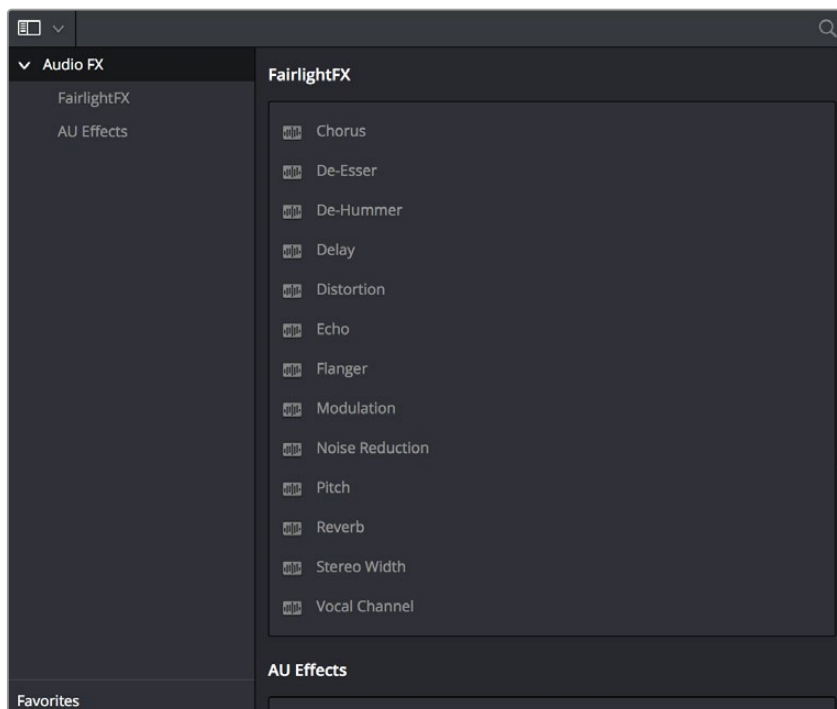 Audio FX
FairlightFX
AU Effects
Favorites
FairlightFX
Chorus
De-Esser
De-Hummer
Delay
Distortion
Echo
Flanger
Modulation
Noise Reduction
Pitch
Reverb
Stereo Width
Vocal Channel
AU Effects